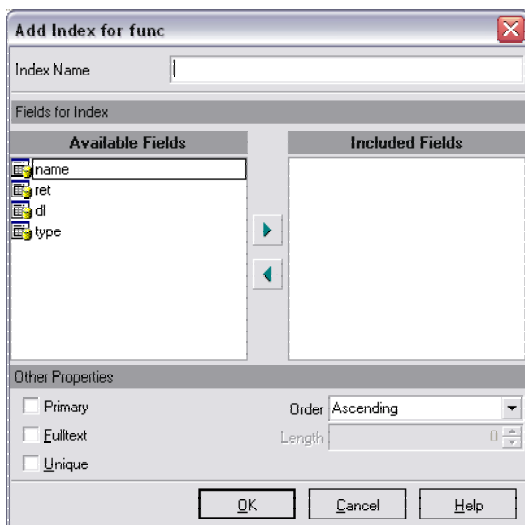 Add Index for func
Index Name
Fields for Index
Available Fields
Included Fields
name
ret
dl
type
Other Properties
Primary
Order Ascending
Fulltext
Length 0
Unique
OK Cancel Help